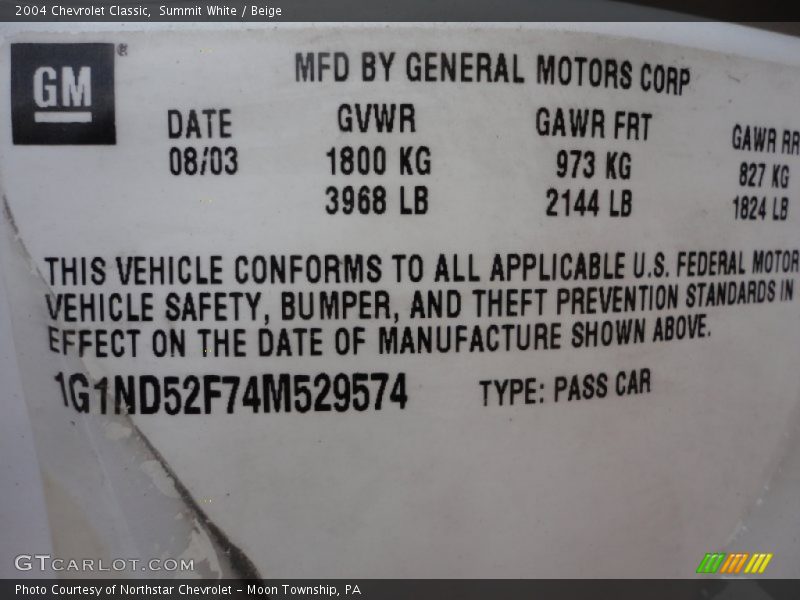 2004 Chevrolet Classic, Summit White / Beige
GM®
MFD BY GENERAL MOTORS CORP
DATE GVWR GAWR FRT GAWR RR
08/03 1800 KG 973 KG 827 KG
3968 LB 2144 LB 1824 LB
THIS VEHICLE CONFORMS TO ALL APPLICABLE U.S. FEDERAL MOTOR
VEHICLE SAFETY, BUMPER, AND THEFT PREVENTION STANDARDS IN
EFFECT ON THE DATE OF MANUFACTURE SHOWN ABOVE.
1G1ND52F74M529574 TYPE: PASS CAR
GTCARLOT.COM
Photo Courtesy of Northstar Chevrolet - Moon Township, PA